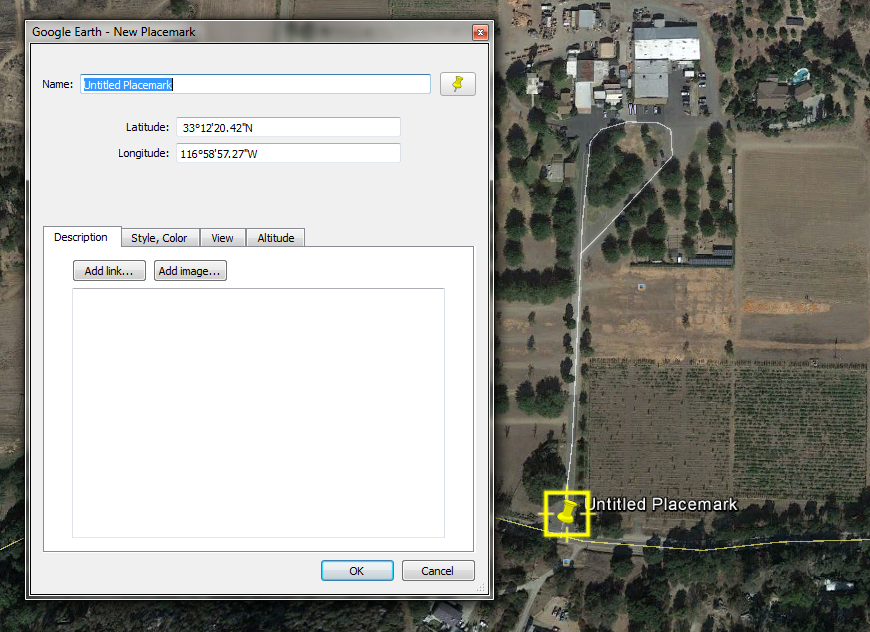 Google Earth - New Placemark
Name: Untitled Placemark
Latitude: 33°12'20.42"N
Longitude: 116°58'57.27"W
Description Style, Color View Altitude
Add link... Add image...
Untitled Placemark
OK Cancel